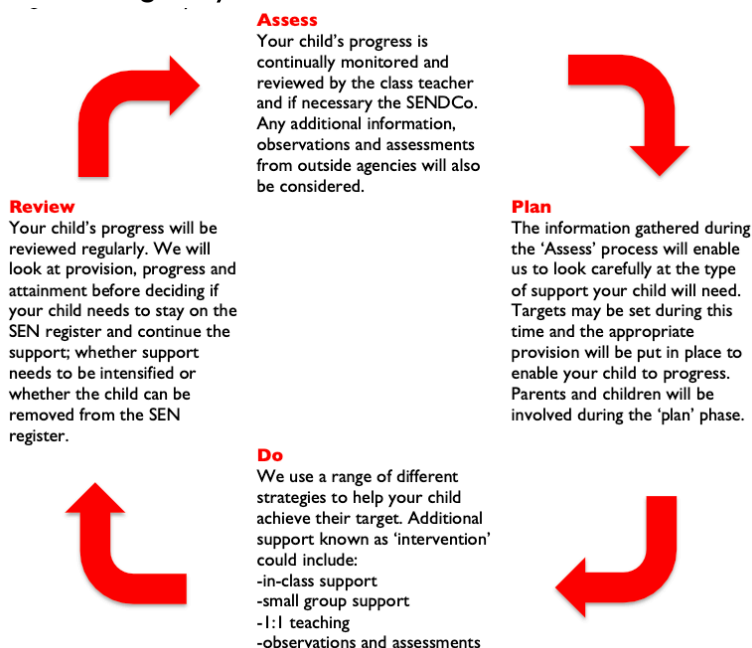 Assess
Your child’s progress is
continually monitored and
reviewed by the class teacher
and if necessary the SENDCo.
Any additional information,
observations and assessments
from outside agencies will also
be considered.
Plan
The information gathered during
the ‘Assess’ process will enable
us to look carefully at the type
of support your child will need.
Targets may be set during this
time and the appropriate
provision will be put in place to
enable your child to progress.
Parents and children will be
involved during the ‘plan’ phase.
Do
We use a range of different
strategies to help your child
achieve their target. Additional
support known as ‘intervention’
could include:
-in-class support
-small group support
-1:1 teaching
-observations and assessments
Review
Your child’s progress will be
reviewed regularly. We will
look at provision, progress and
attainment before deciding if
your child needs to stay on the
SEN register and continue the
support; whether support
needs to be intensified or
whether the child can be
removed from the SEN
register.